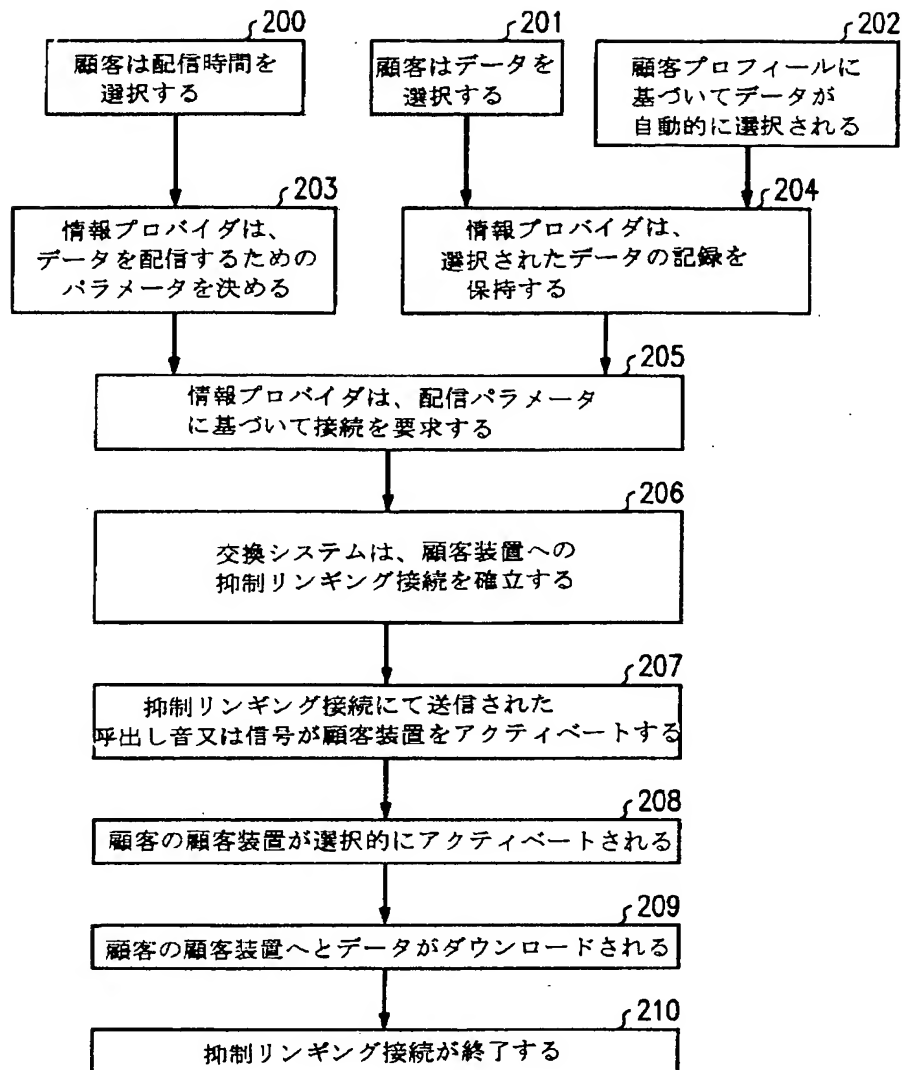 200
顧客は配信時間を
選択する
201
顧客はデータを
選択する
202
顧客プロフィールに
基づいてデータが
自動的に選択される
203
情報プロバイダは、
データを配信するための
パラメータを決める
204
情報プロバイダは、
選択されたデータの記録を
保持する
205
情報プロバイダは、配信パラメータ
に基づいて接続を要求する
206
交換システムは、顧客装置への
抑制リンギング接続を確立する
207
抑制リンギング接続にて送信された
呼出し音又は信号が顧客装置をアクティベートする
208
顧客の顧客装置が選択的にアクティベートされる
209
顧客の顧客装置へとデータがダウンロードされる
210
抑制リンギング接続が終了する